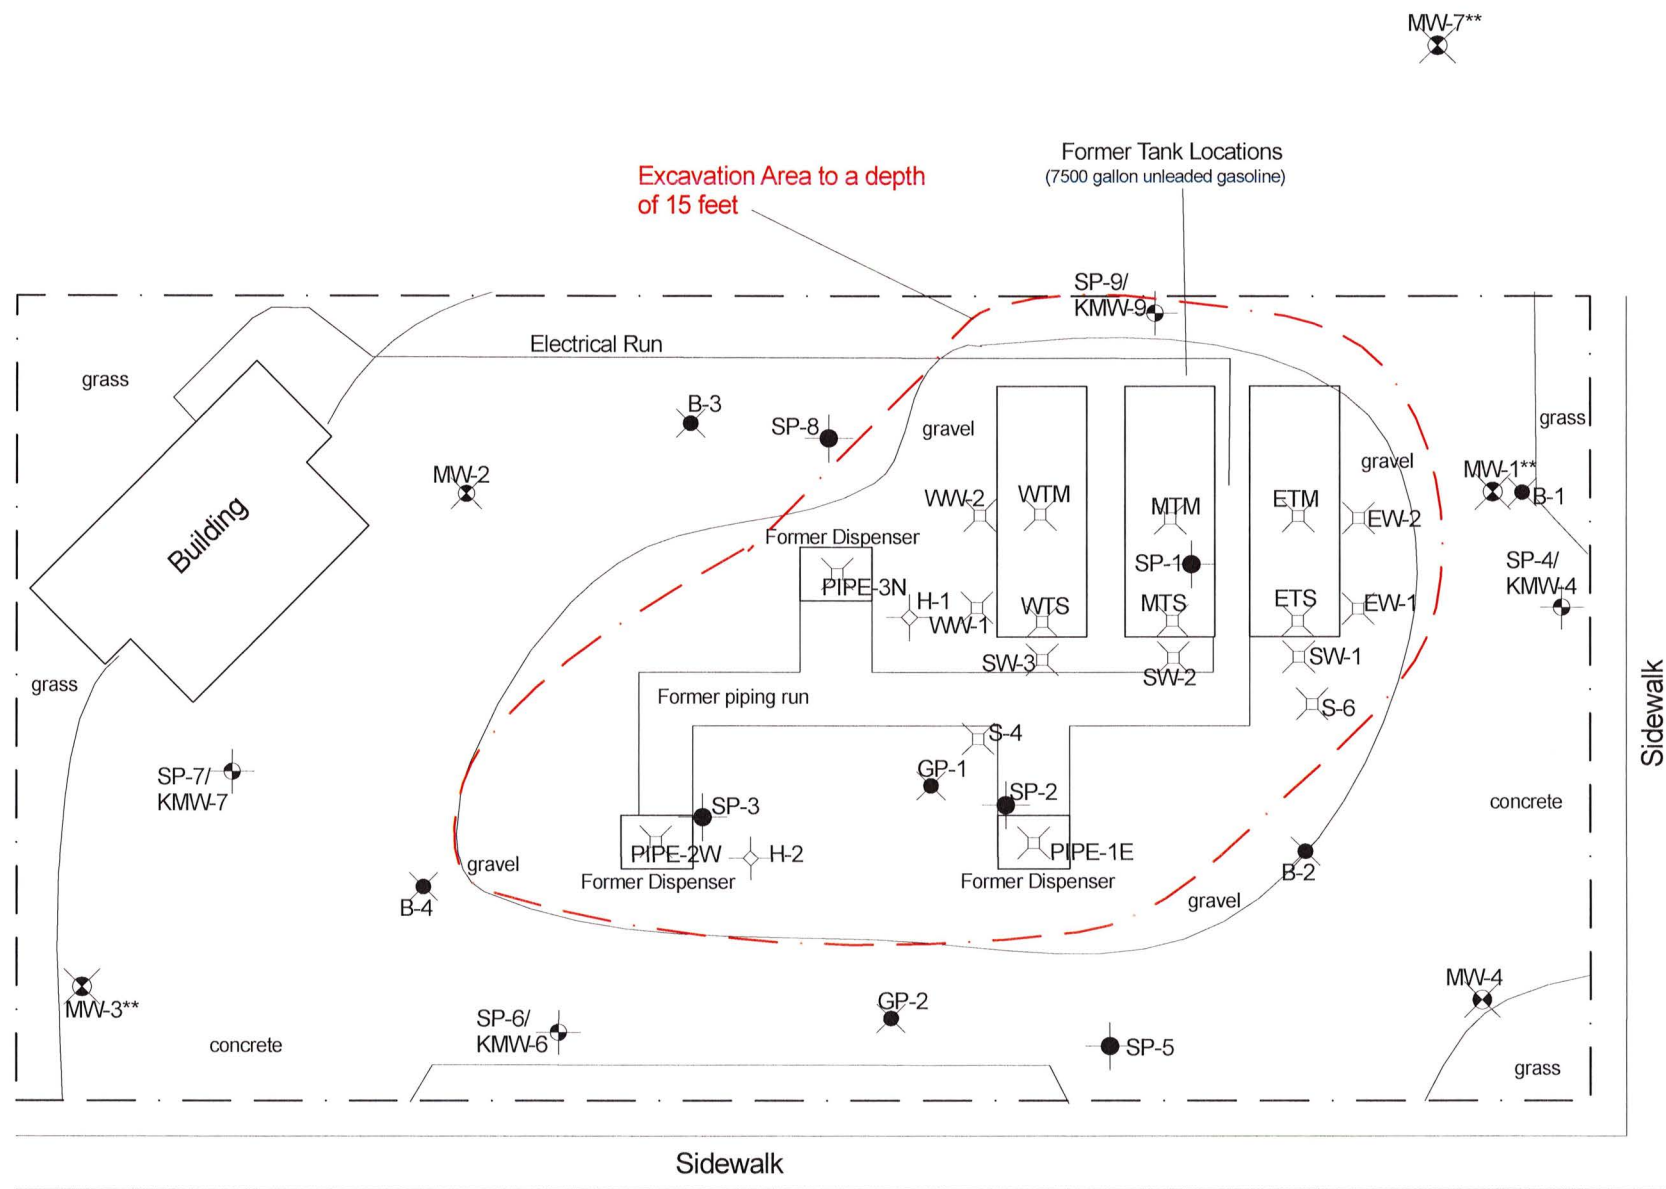 MW-7**
Former Tank Locations
(7500 gallon unleaded gasoline)
Excavation Area to a depth
of 15 feet
SP-9/
KMW-9
Electrical Run
grass
B-3
SP-8
gravel
grass
gravel
MW-2
MW-1**
B-1
WW-2
WTM
MTM
ETM
EW-2
Building
Former Dispenser
SP-1
SP-4/
KMW-4
PIPE-3N
H-1
WW-1
WTS
MTS
ETS
EW-1
SW-3
SW-2
SW-1
grass
Former piping run
S-6
Sidewalk
S-4
SP-7/
KMW-7
GP-1
SP-2
SP-3
concrete
PIPE-2W
H-2
PIPE-1E
gravel
B-2
Former Dispenser
Former Dispenser
B-4
gravel
MW-4
MW-3**
GP-2
SP-6/
KMW-6
SP-5
concrete
grass
Sidewalk